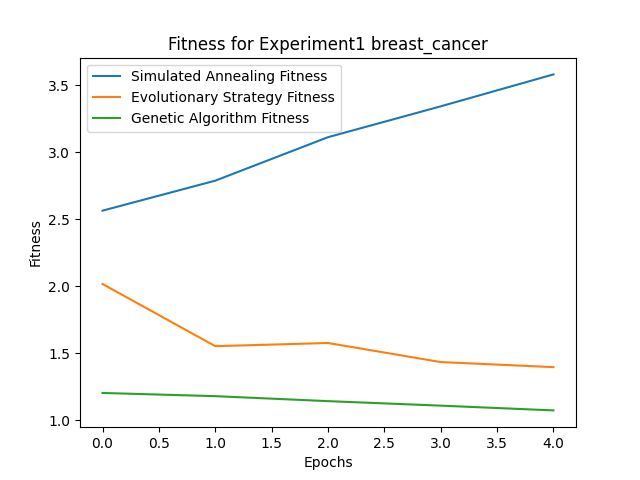 Fitness for Experiment1 breast_cancer
Simulated Annealing Fitness
Evolutionary Strategy Fitness
Genetic Algorithm Fitness
Fitness
3.5
3.0
2.5
2.0
1.5
1.0
0.0 0.5 1.0 1.5 2.0 2.5 3.0 3.5 4.0
Epochs